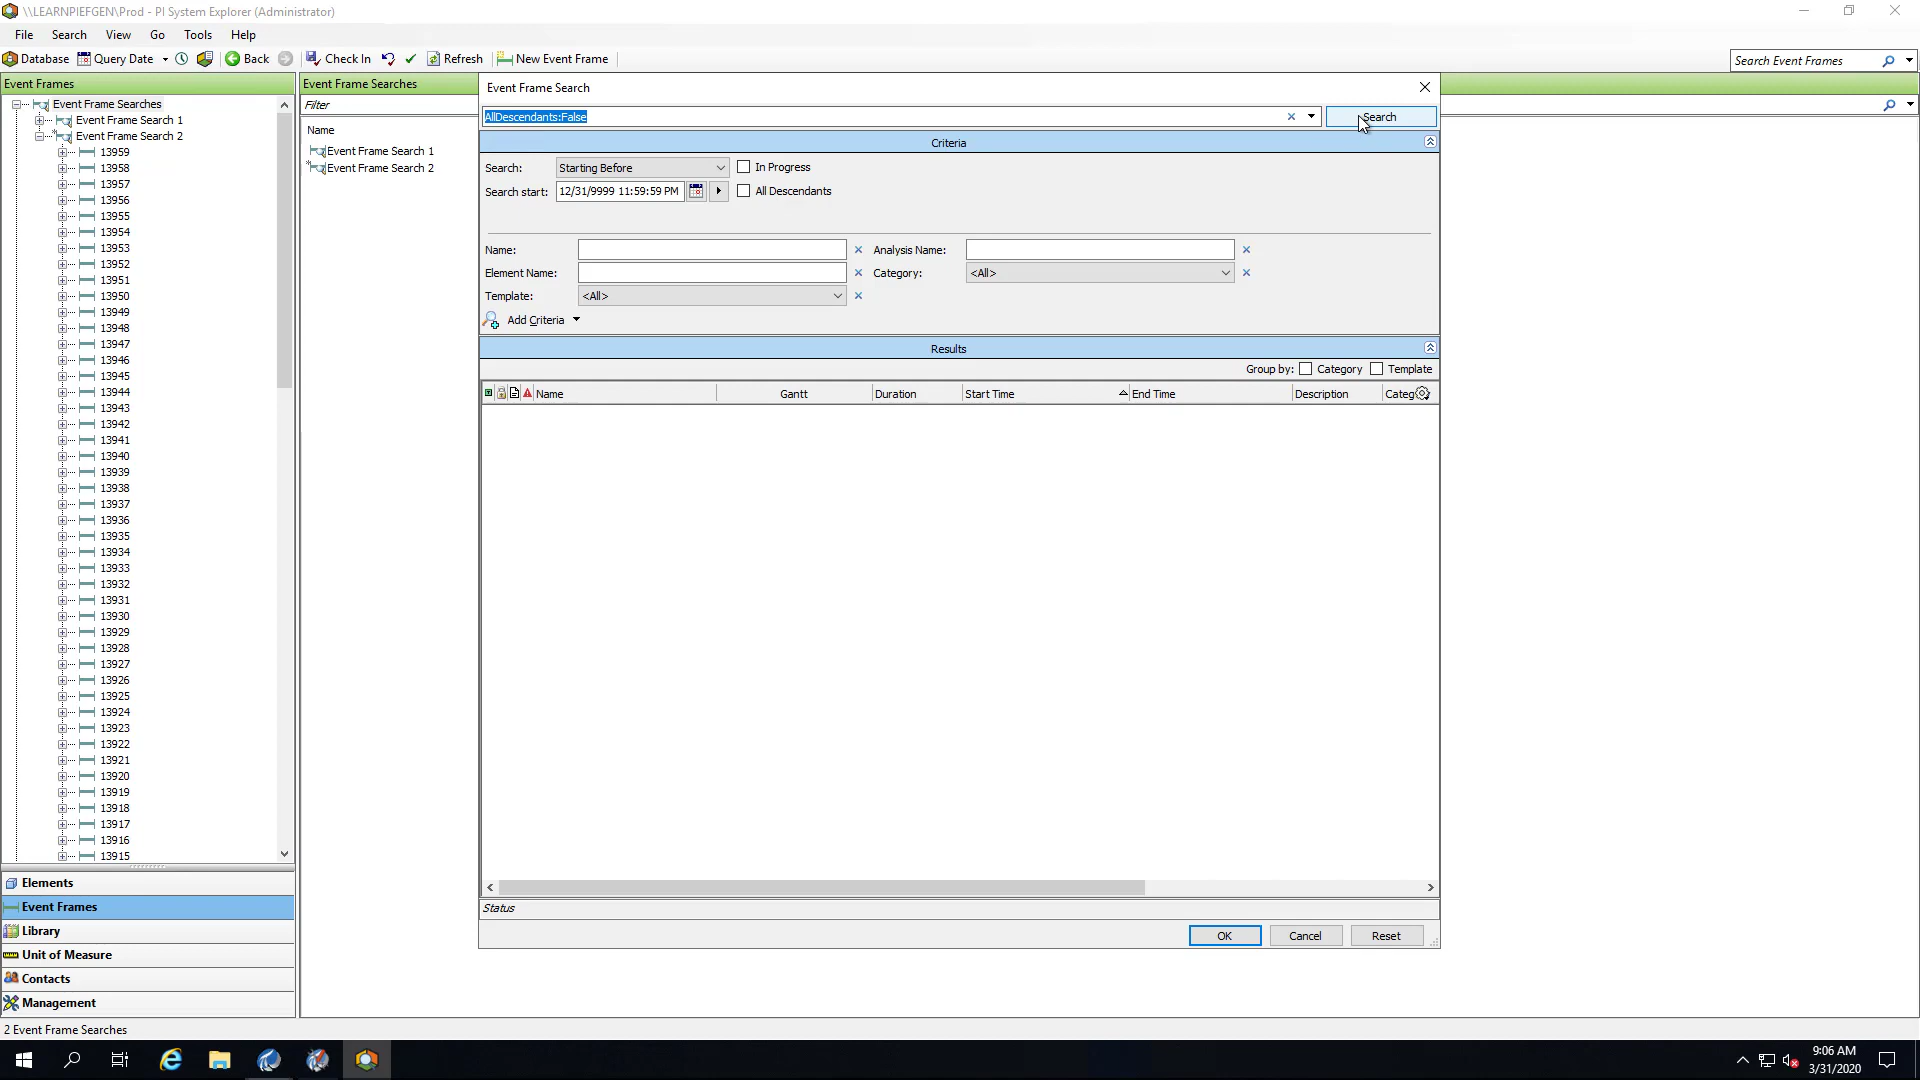 \\LEARNPIEFGEN\Prod - PI System Explorer (Administrator)
File Search View Go Tools Help
Database Query Date Back Check In Refresh New Event Frame Search Event Frames
Event Frames
Event Frame Searches
Event Frame Search 1
Event Frame Search 2
13959
13958
13957
13956
13955
13954
13953
13952
13951
13950
13949
13948
13947
13946
13945
13944
13943
13942
13941
13940
13939
13938
13937
13936
13935
13934
13933
13932
13931
13930
13929
13928
13927
13926
13925
13924
13923
13922
13921
13920
13919
13918
13917
13916
13915
Elements
Event Frames
Library
Unit of Measure
Contacts
Management
2 Event Frame Searches
Event Frame Searches
Filter
Name
Event Frame Search 1
Event Frame Search 2
Event Frame Search
AllDescendants:False Search
Criteria
Search: Starting Before In Progress
Search start: 12/31/9999 11:59:59 PM All Descendants
Name: Analysis Name:
Element Name: Category: <All>
Template: <All>
Add Criteria
Results
Group by: Category Template
Name Gantt Duration Start Time End Time Description Categ
Status
OK Cancel Reset
9:06 AM
3/31/2020